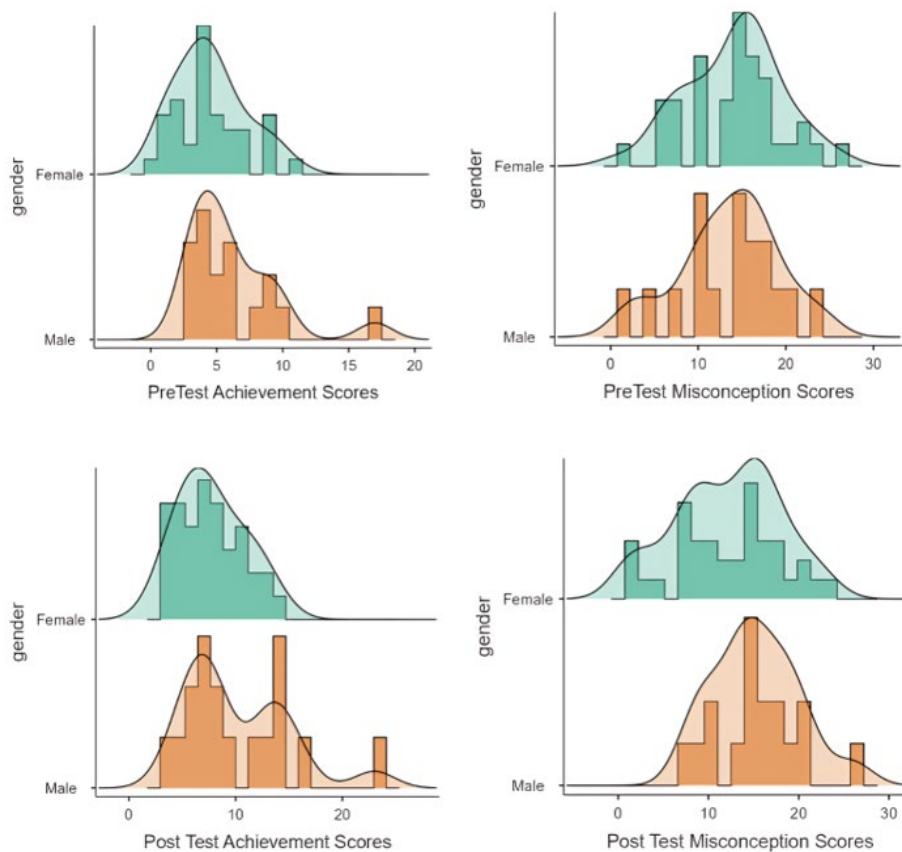 gender
Female
Male
0 5 10 15 20
PreTest Achievement Scores
gender
Female
Male
0 10 20 30
PreTest Misconception Scores
gender
Female
Male
0 10 20
Post Test Achievement Scores
gender
Female
Male
0 10 20 30
Post Test Misconception Scores